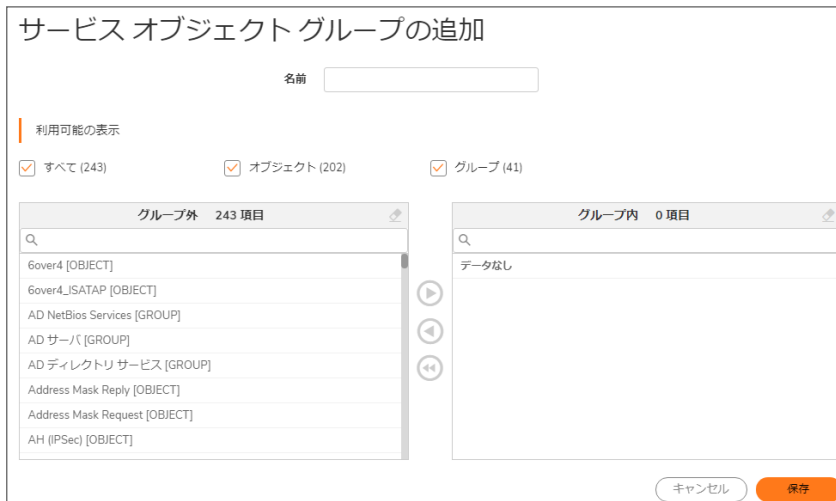 サービス オブジェクト グループの追加
名前
利用可能の表示
すべて (243) オブジェクト (202) グループ (41)
グループ外 243 項目
6over4 [OBJECT]
6over4_ISATAP [OBJECT]
AD NetBios Services [GROUP]
AD サーバ [GROUP]
AD ディレクトリ サービス [GROUP]
Address Mask Reply [OBJECT]
Address Mask Request [OBJECT]
AH (IPSec) [OBJECT]
グループ内 0 項目
データなし
キャンセル 保存